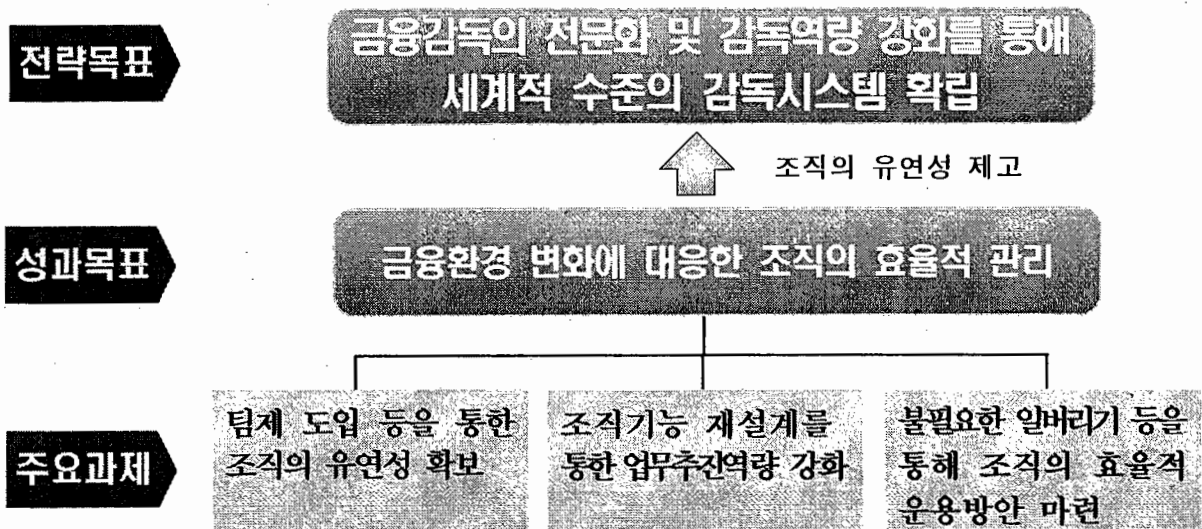 전략목표
금융감독의 전문화 및 감독역량 강화를 통해
세계적 수준의 감독시스템 확립
조직의 유연성 제고
성과목표
금융환경 변화에 대응한 조직의 효율적 관리
주요과제
팀제 도입 등을 통한
조직의 유연성 확보
조직기능 재설계를
통한 업무추진역량 강화
불필요한 일버리기 등을
통해 조직의 효율적
운용방안 마련